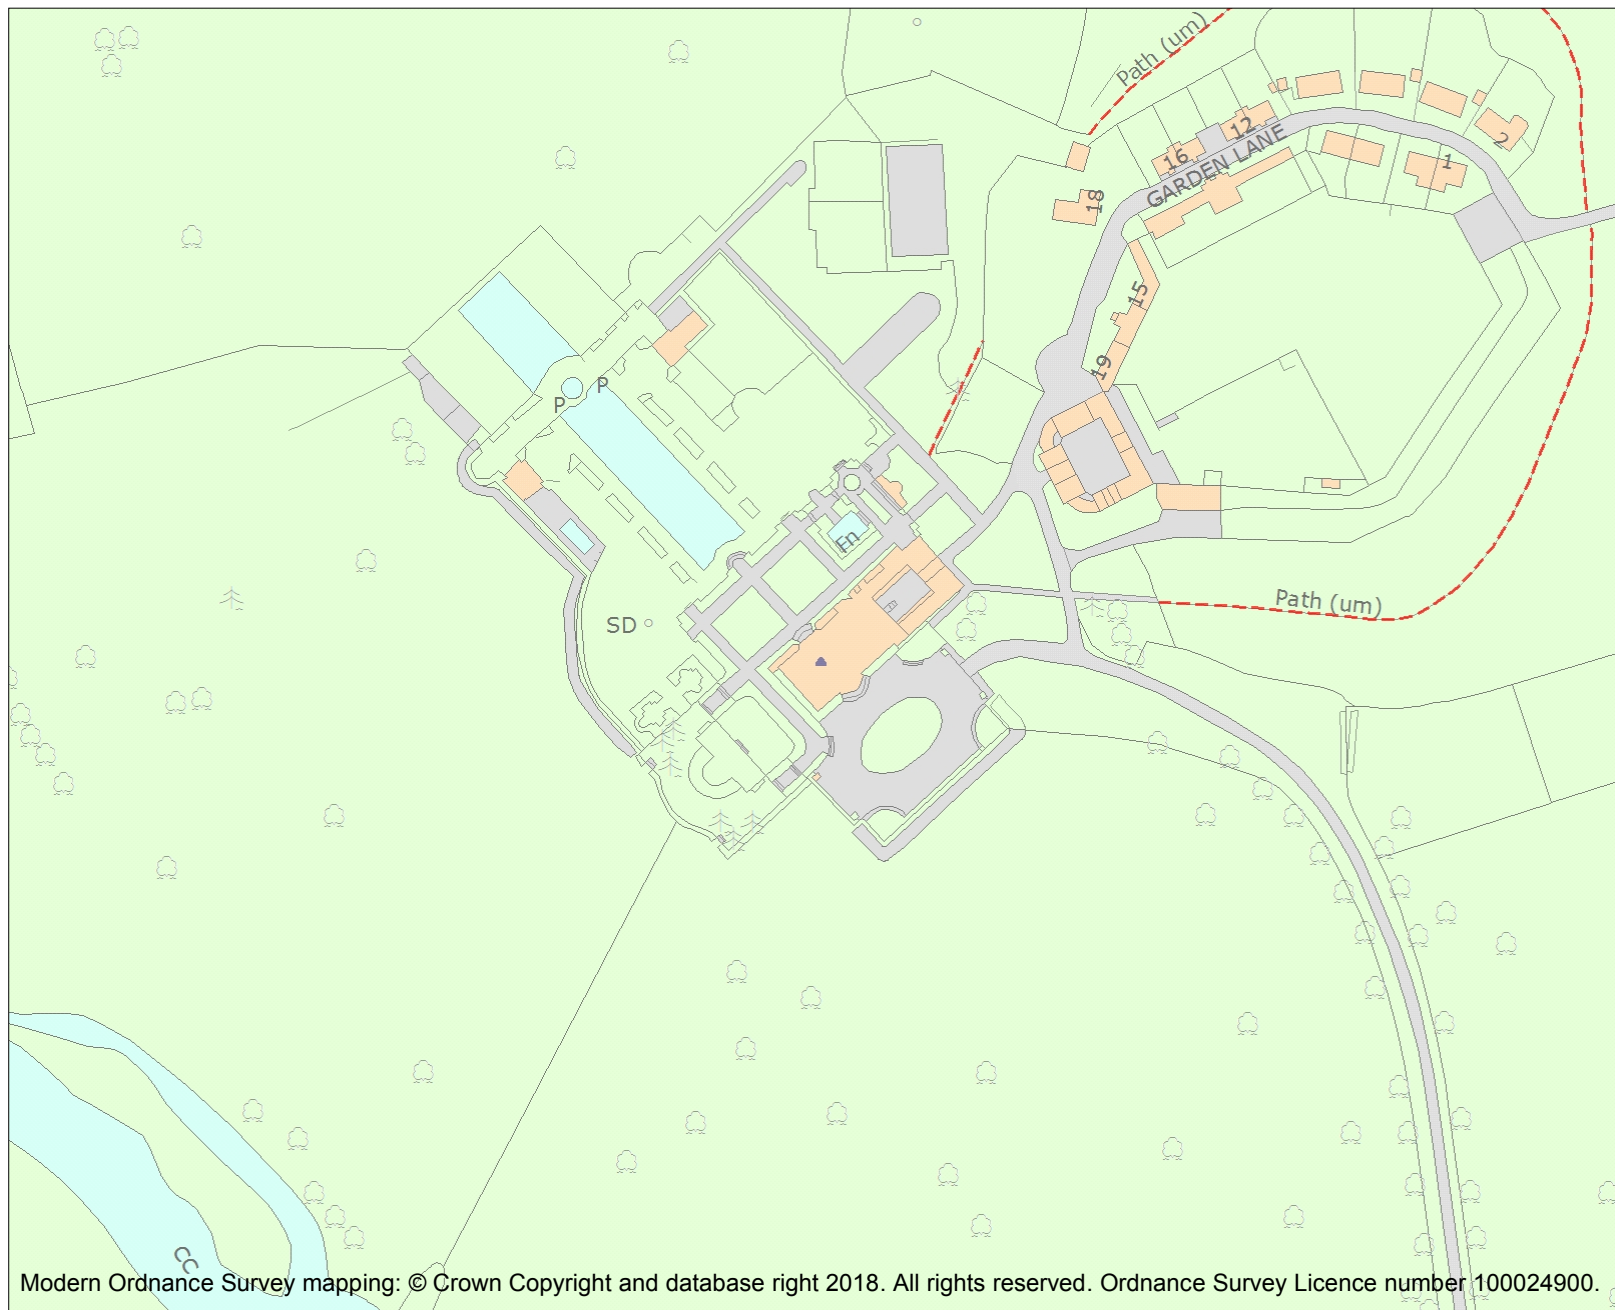 Path (um)
12
16
GARDEN LANE
2
1
18
15
19
P
P
Fn
SD
Path (um)
CC
Modern Ordnance Survey mapping: © Crown Copyright and database right 2018. All rights reserved. Ordnance Survey Licence number 100024900.